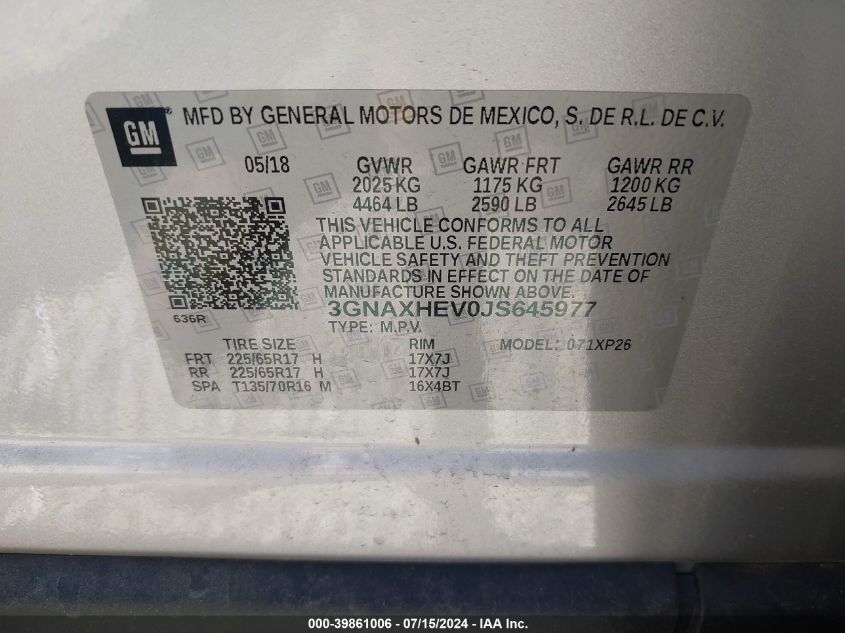 GM
MFD BY GENERAL MOTORS DE MEXICO, S. DE R.L. DE C.V.
05/18 GVWR GAWR FRT GAWR RR
2025 KG 1175 KG 1200 KG
4464 LB 2590 LB 2645 LB
THIS VEHICLE CONFORMS TO ALL
APPLICABLE U.S. FEDERAL MOTOR
VEHICLE SAFETY AND THEFT PREVENTION
STANDARDS IN EFFECT ON THE DATE OF
MANUFACTURE SHOWN ABOVE.
636R
3GNAXHEV0JS645977
TYPE: M.P.V.
TIRE SIZE RIM MODEL: 071XP26
FRT 225/65R17 H 17X7J
RR 225/65R17 H 17X7J
SPA T135/70R16 M 16X4BT
000-39861006 - 07/15/2024 - IAA Inc.